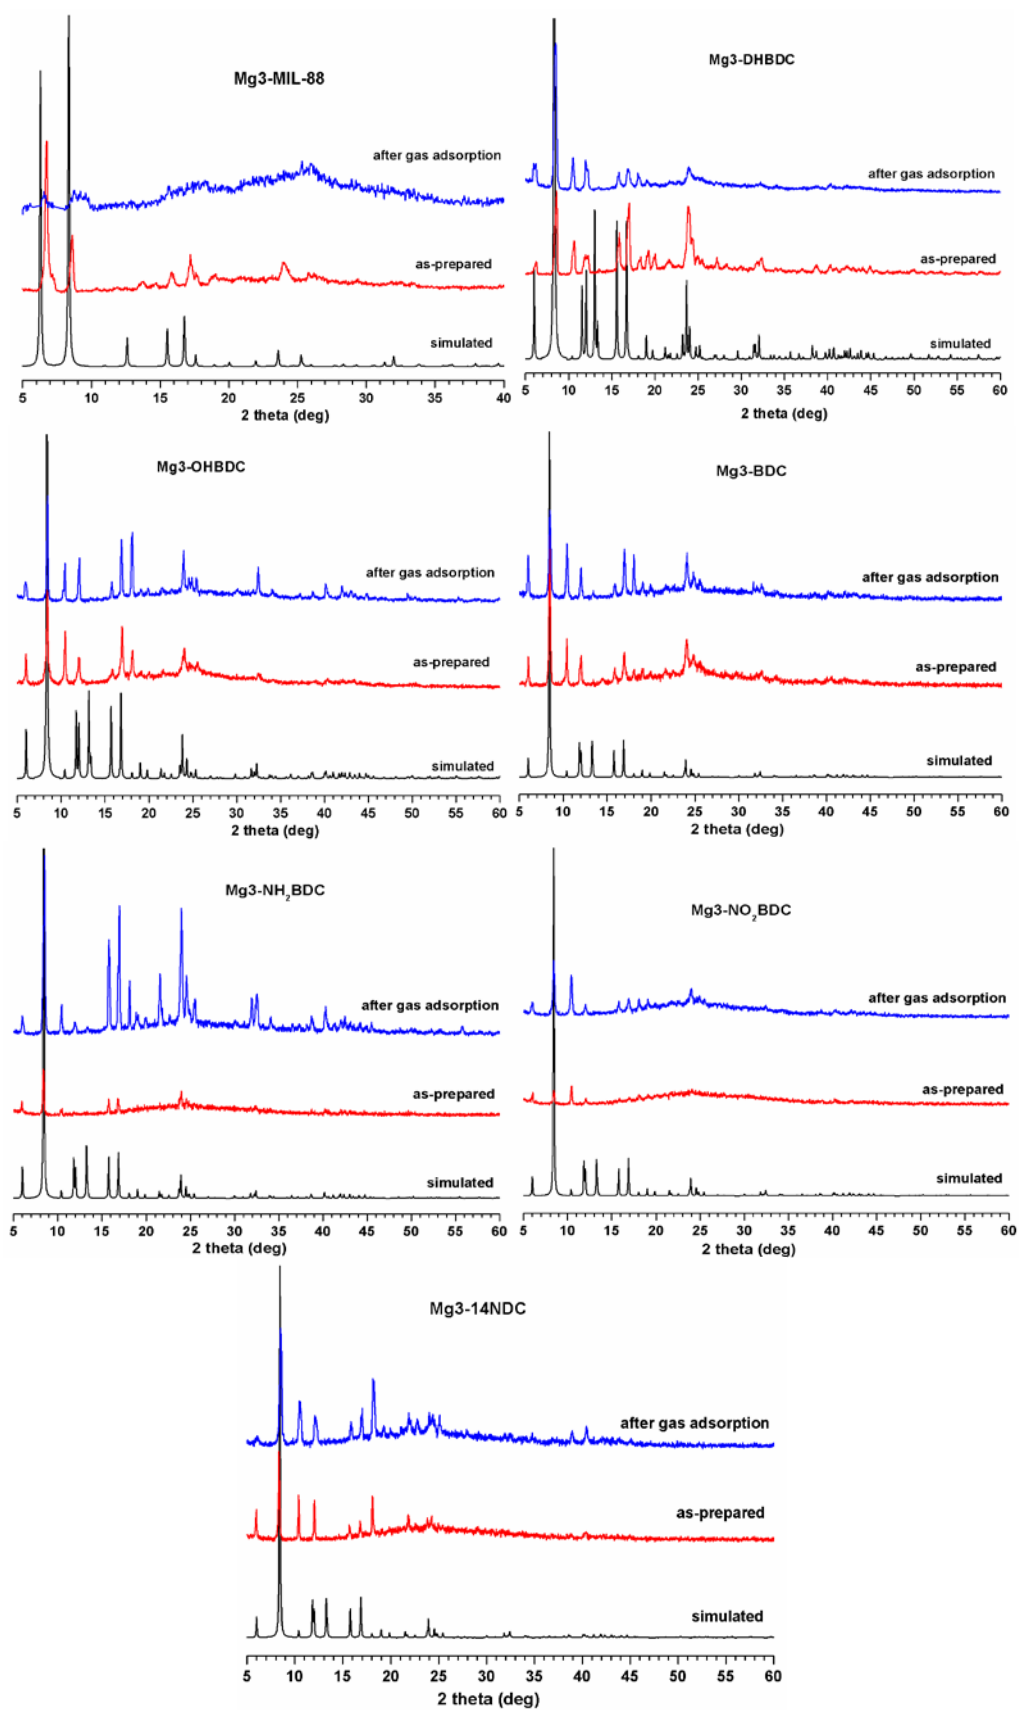 Mg3-MIL-88
after gas adsorption
as-prepared
simulated
5 10 15 20 25 30 35 40
2 theta (deg)
Mg3-DHBDC
after gas adsorption
as-prepared
simulated
5 10 15 20 25 30 35 40 45 50 55 60
2 theta (deg)
Mg3-OHBDC
after gas adsorption
as-prepared
simulated
5 10 15 20 25 30 35 40 45 50 55 60
2 theta (deg)
Mg3-BDC
after gas adsorption
as-prepared
simulated
5 10 15 20 25 30 35 40 45 50 55 60
2 theta (deg)
Mg3-NH₂BDC
after gas adsorption
as-prepared
simulated
5 10 15 20 25 30 35 40 45 50 55 60
2 theta (deg)
Mg3-NO₂BDC
after gas adsorption
as-prepared
simulated
5 10 15 20 25 30 35 40 45 50 55 60
2 theta (deg)
Mg3-14NDC
after gas adsorption
as-prepared
simulated
5 10 15 20 25 30 35 40 45 50 55 60
2 theta (deg)